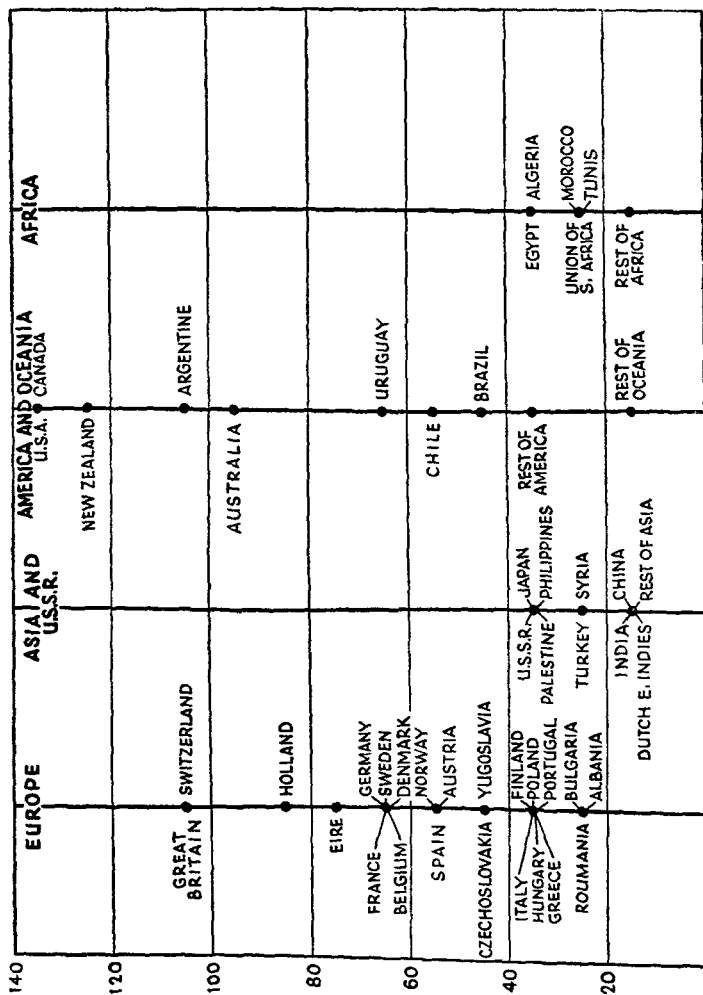 EUROPE
ASIA AND
U.S.S.R.
AMERICA AND OCEANIA
AFRICA
140
120
100
80
60
40
20
GREAT
BRITAIN
SWITZERLAND
HOLLAND
EIRE
FRANCE
BELGIUM
GERMANY
SWEDEN
DENMARK
NORWAY
SPAIN
AUSTRIA
CZECHOSLOVAKIA
YUGOSLAVIA
ITALY
HUNGARY
GREECE
FINLAND
POLAND
PORTUGAL
ROUMANIA
BULGARIA
ALBANIA
U.S.S.R.
JAPAN
PALESTINE
PHILIPPINES
TURKEY
SYRIA
INDIA
CHINA
DUTCH E. INDIES
REST OF ASIA
U.S.A.
CANADA
NEW ZEALAND
ARGENTINE
AUSTRALIA
URUGUAY
CHILE
BRAZIL
REST OF
AMERICA
REST OF
OCEANIA
EGYPT
ALGERIA
UNION OF
S. AFRICA
MOROCCO
TUNIS
REST OF
AFRICA